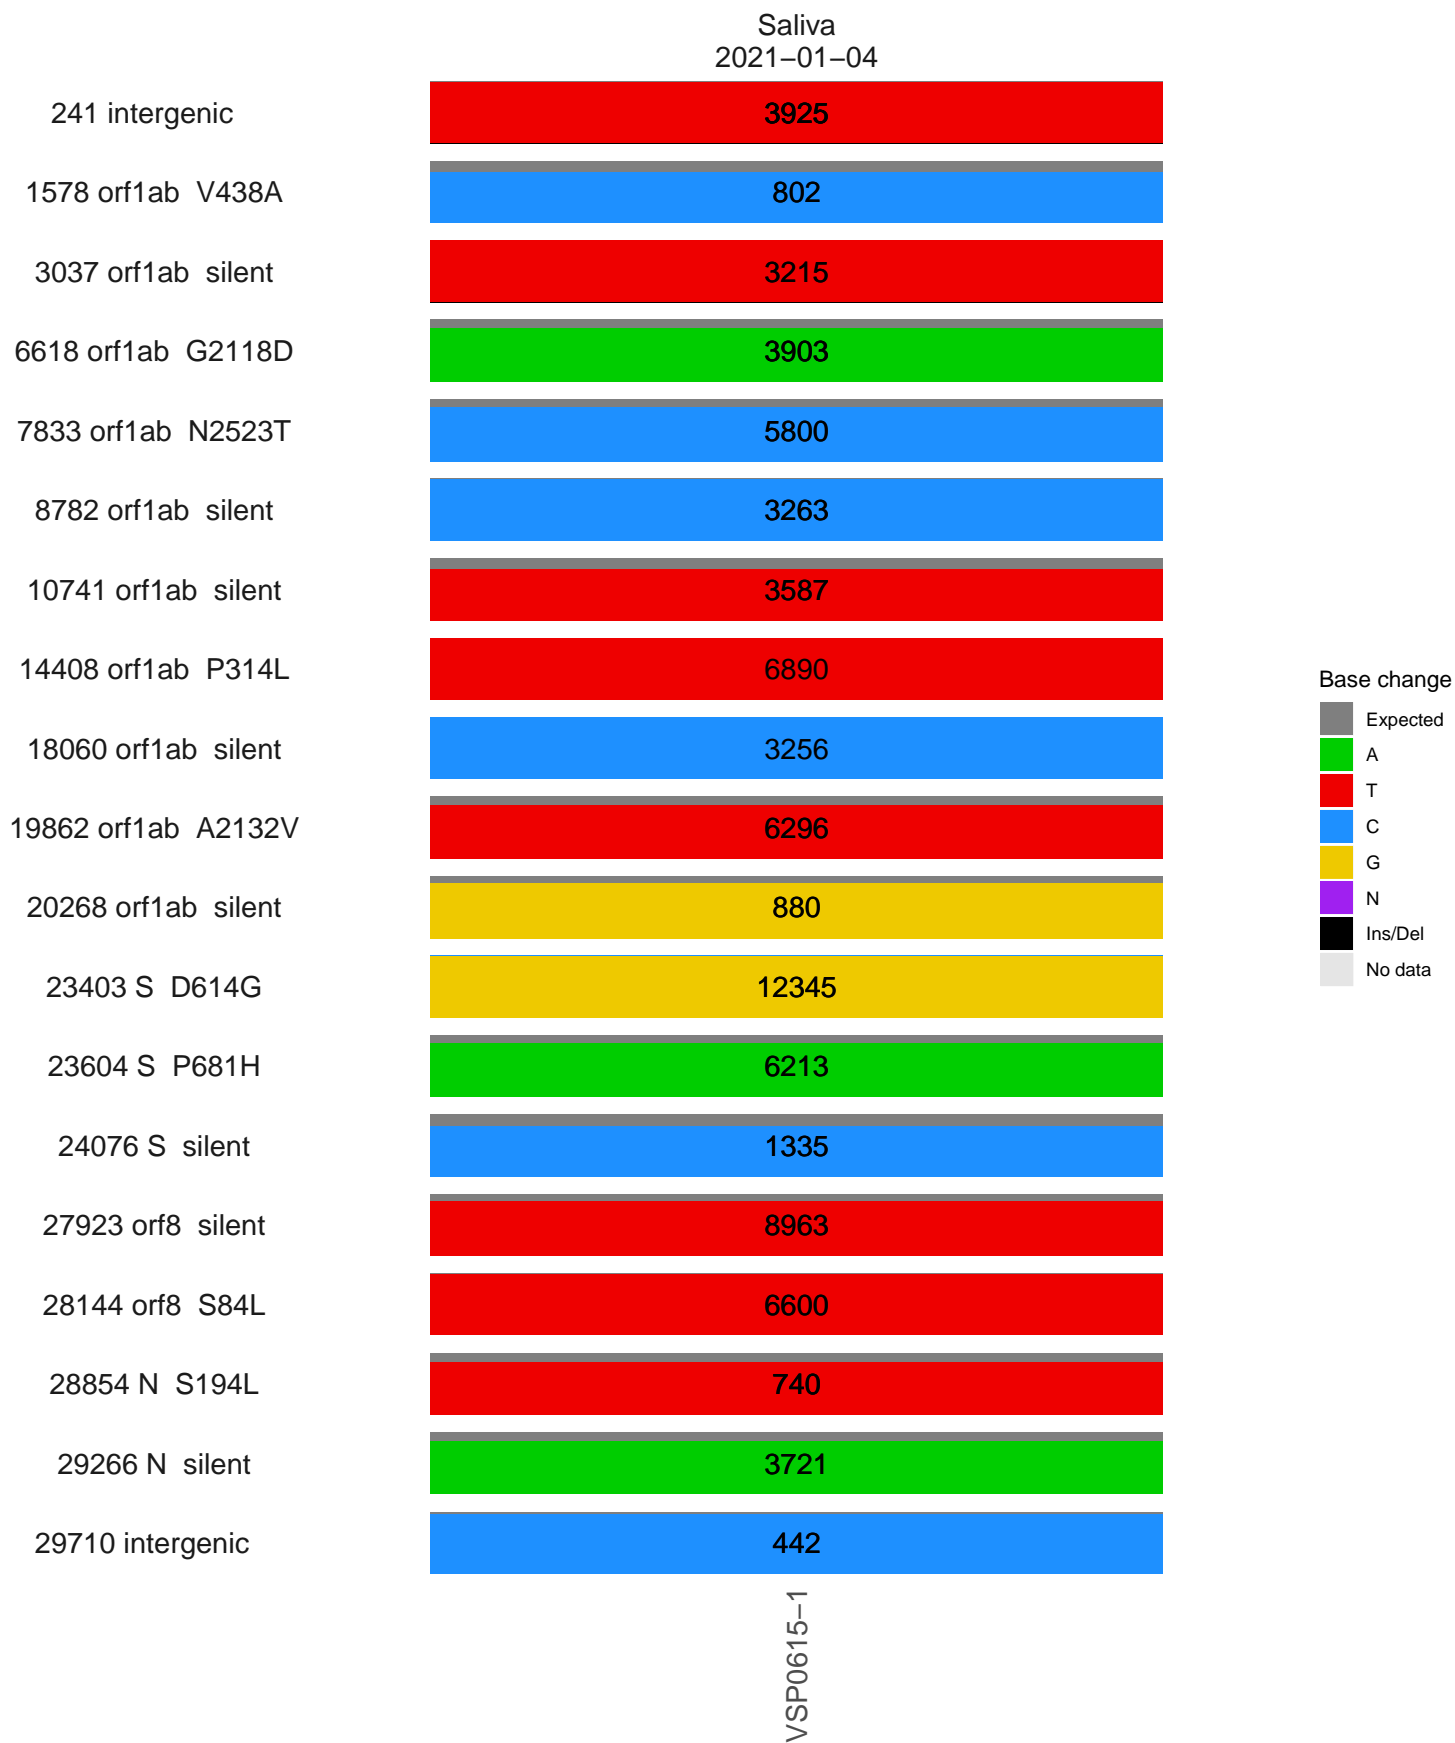 Saliva
2021−01−04
241 intergenic 3925
1578 orf1ab V438A 802
3037 orf1ab silent 3215
6618 orf1ab G2118D 3903
7833 orf1ab N2523T 5800
8782 orf1ab silent 3263
10741 orf1ab silent 3587
14408 orf1ab P314L 6890
18060 orf1ab silent 3256
19862 orf1ab A2132V 6296
20268 orf1ab silent 880
23403 S D614G 12345
23604 S P681H 6213
24076 S silent 1335
27923 orf8 silent 8963
28144 orf8 S84L 6600
28854 N S194L 740
29266 N silent 3721
29710 intergenic 442
VSP0615−1
Base change
Expected
A
T
C
G
N
Ins/Del
No data